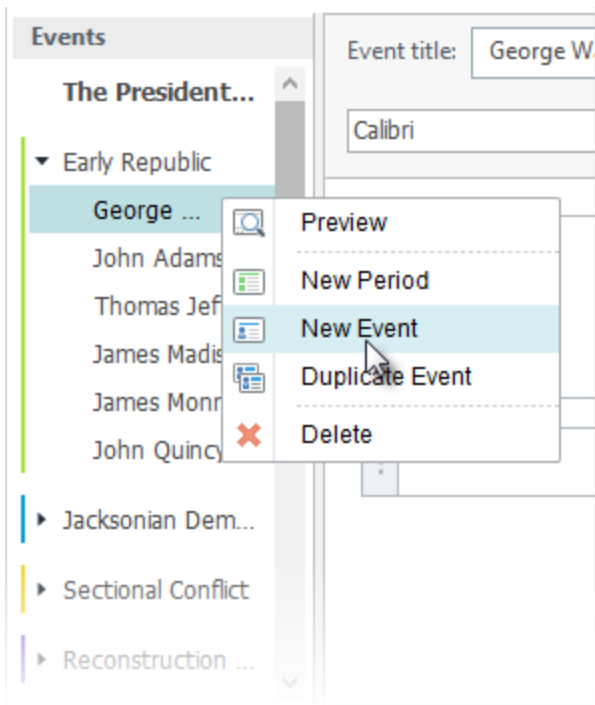 Events
The President...
Early Republic
George ...
John Adams
Thomas Jef
James Madis
James Monr
John Quincy
Jacksonian Dem...
Sectional Conflict
Reconstruction ...
Event title: George Wa
Calibri
Preview
New Period
New Event
Duplicate Event
Delete